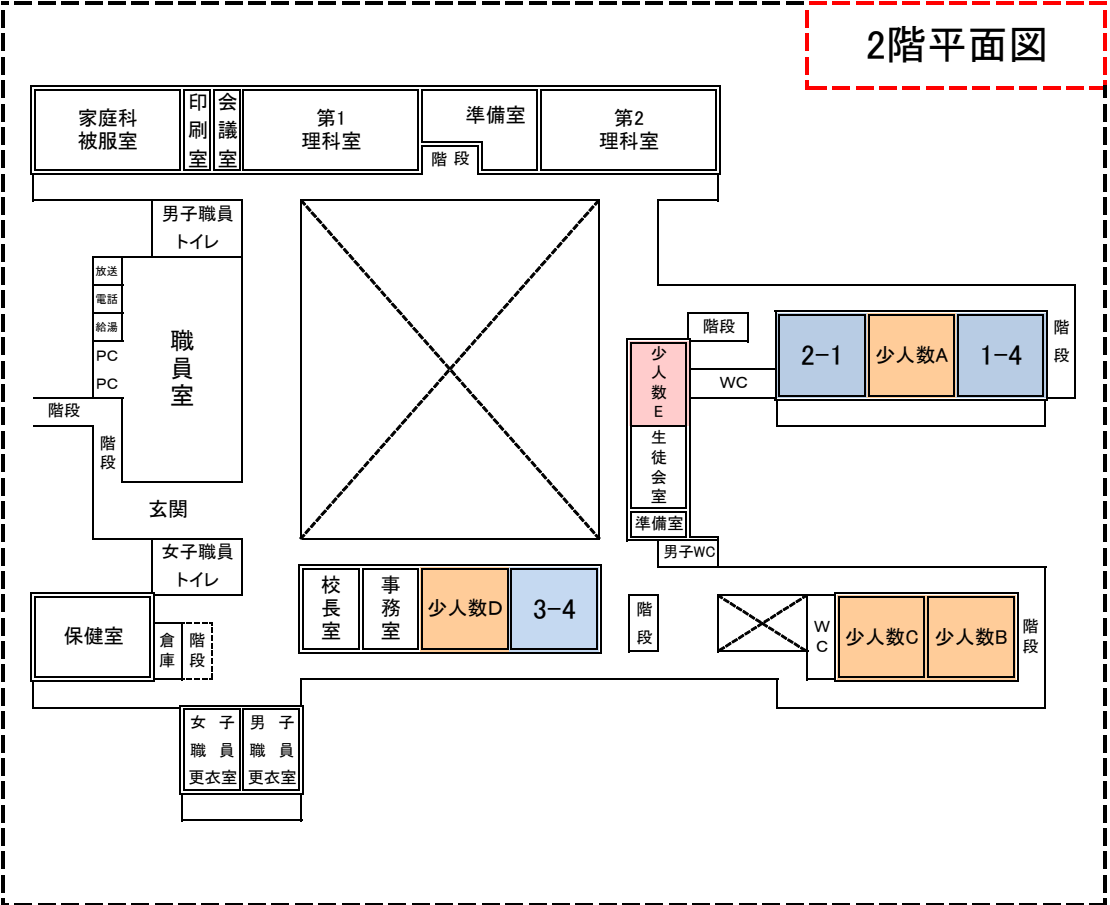 2階平面図
家庭科
被服室
印刷室
会議室
第1
理科室
準備室
階段
第2
理科室
男子職員
トイレ
放送
電話
給湯
PC
PC
職員室
階段
階段
玄関
女子職員
トイレ
階段
2-1
少人数A
1-4
階段
WC
少人数E
生徒会室
準備室
男子WC
校長室
事務室
少人数D
3-4
階段
WC
少人数C
少人数B
階段
保健室
倉庫
階段
女子
職員
更衣室
男子
職員
更衣室